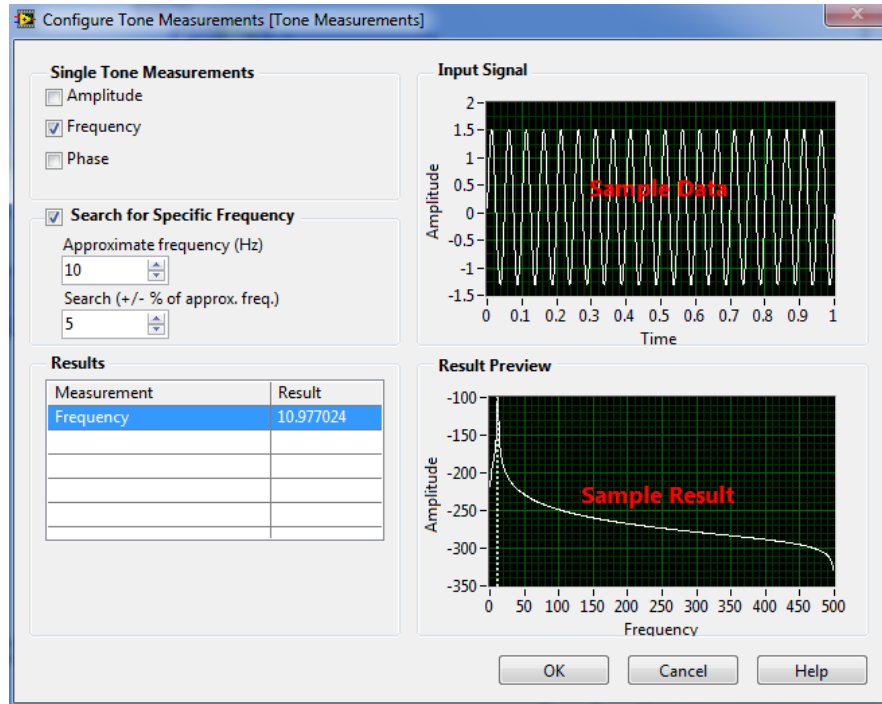 Configure Tone Measurements [Tone Measurements]
Single Tone Measurements
Amplitude
Frequency
Phase
Search for Specific Frequency
Approximate frequency (Hz)
10
Search (+/- % of approx. freq.)
5
Results
Measurement Result
Frequency 10.977024
Input Signal
2
1.5
1
0.5
0
-0.5
-1
-1.5
Amplitude
Sample Data
0 0.1 0.2 0.3 0.4 0.5 0.6 0.7 0.8 0.9 1
Time
Result Preview
-100
-150
-200
-250
-300
-350
Amplitude
Sample Result
0 50 100 150 200 250 300 350 400 450 500
Frequency
OK Cancel Help